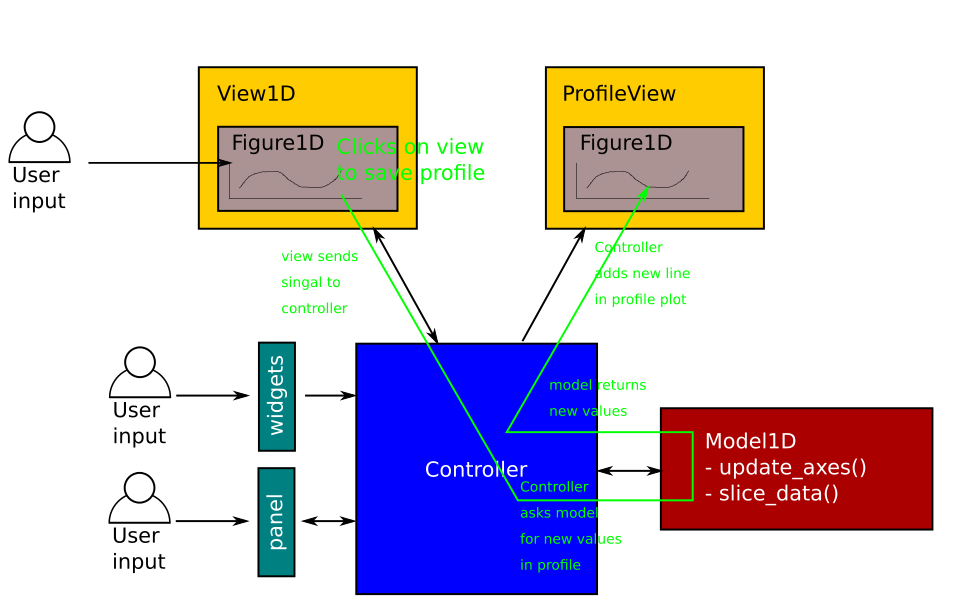 View1D
ProfileView
Figure1D
Figure1D
Clicks on view
to save profile
User
input
view sends
singal to
controller
Controller
adds new line
in profile plot
widgets
User
input
model returns
new values
Controller
Model1D
- update_axes()
- slice_data()
Controller
asks model
for new values
in profile
panel
User
input